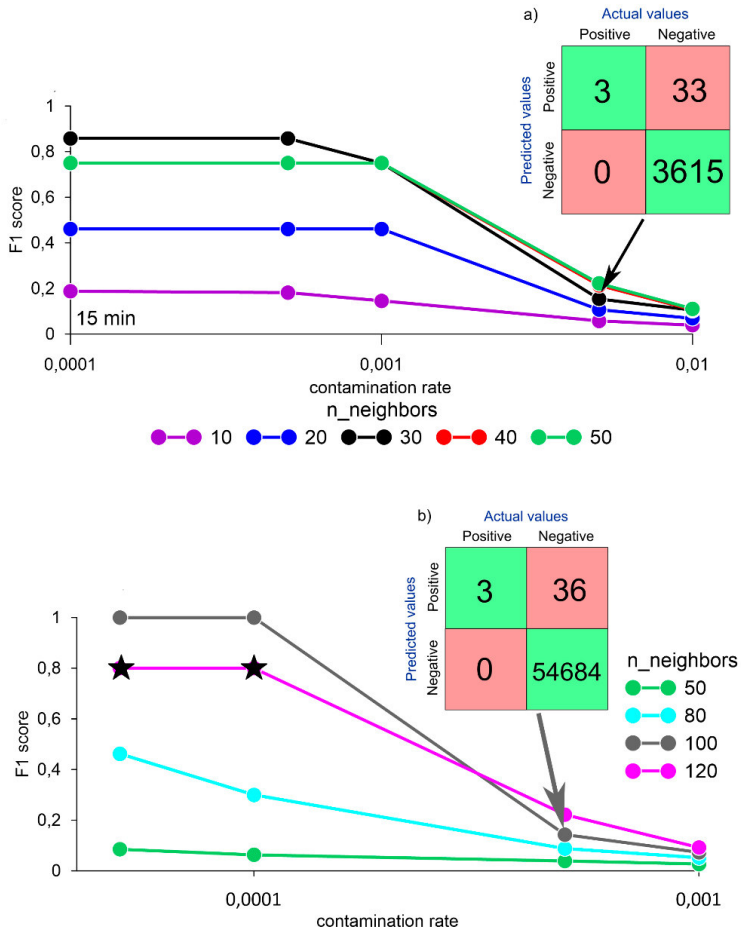 a)
Actual values
Positive Negative
Predicted values
Positive
Negative
3 33
0 3615
F1 score
1
0,8
0,6
0,4
0,2
0
15 min
0,0001 0,001 0,01
contamination rate
n_neighbors
10 20 30 40 50
b)
Actual values
Positive Negative
Predicted values
Positive
Negative
3 36
0 54684
n_neighbors
50
80
100
120
F1 score
1
0,8
0,6
0,4
0,2
0
0,0001 0,001
contamination rate